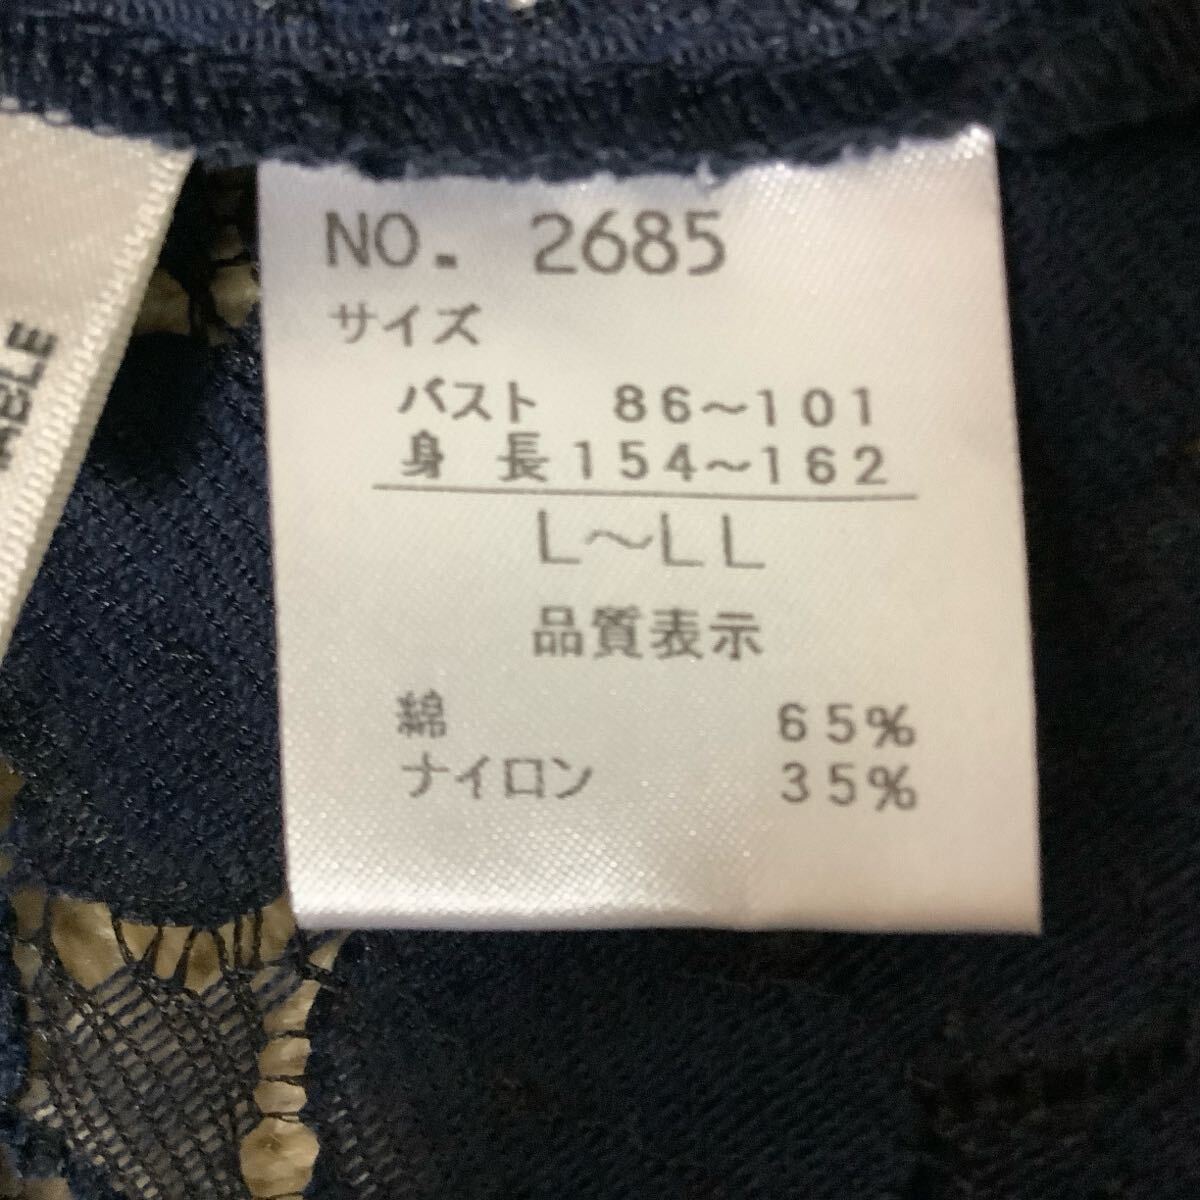 NO. 2685
サイズ
バスト 86～101
身長154～162
L～LL
品質表示
綿 65%
ナイロン 35%